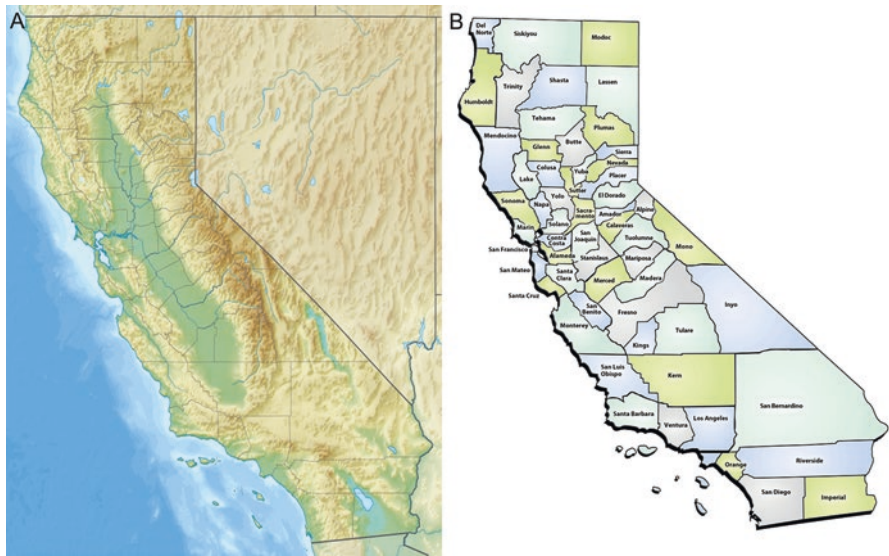 A
B
Del
Norte
Siskiyou
Modoc
Humboldt
Trinity
Shasta
Lassen
Tehama
Plumas
Mendocino
Glenn
Butte
Sierra
Nevada
Lake
Colusa
Yuba
Sutter
Placer
El Dorado
Sonoma
Napa
Yolo
Sacra-
mento
Amador
Alpine
Marin
Solano
Calaveras
San Francisco
Contra
Costa
San
Joaquin
Tuolumne
Mono
San Mateo
Alameda
Stanislaus
Mariposa
Santa
Clara
Merced
Madera
Santa Cruz
San
Benito
Fresno
Inyo
Monterey
Kings
Tulare
San Luis
Obispo
Kern
San Bernardino
Santa Barbara
Ventura
Los Angeles
Orange
Riverside
San Diego
Imperial